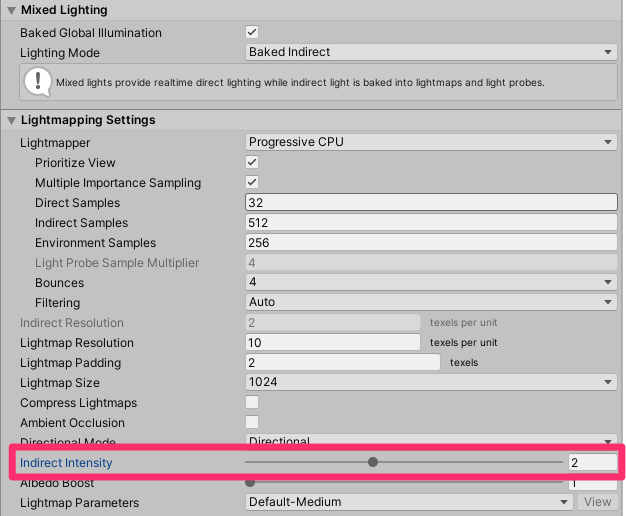 Mixed Lighting
Baked Global Illumination
Lighting Mode Baked Indirect
Mixed lights provide realtime direct lighting while indirect light is baked into lightmaps and light probes.
Lightmapping Settings
Lightmapper Progressive CPU
Prioritize View
Multiple Importance Sampling
Direct Samples 32
Indirect Samples 512
Environment Samples 256
Light Probe Sample Multiplier 4
Bounces 4
Filtering Auto
Indirect Resolution 2 texels per unit
Lightmap Resolution 10 texels per unit
Lightmap Padding 2 texels
Lightmap Size 1024
Compress Lightmaps
Ambient Occlusion
Directional Mode Directional
Indirect Intensity 2
Albedo Boost 1
Lightmap Parameters Default-Medium View